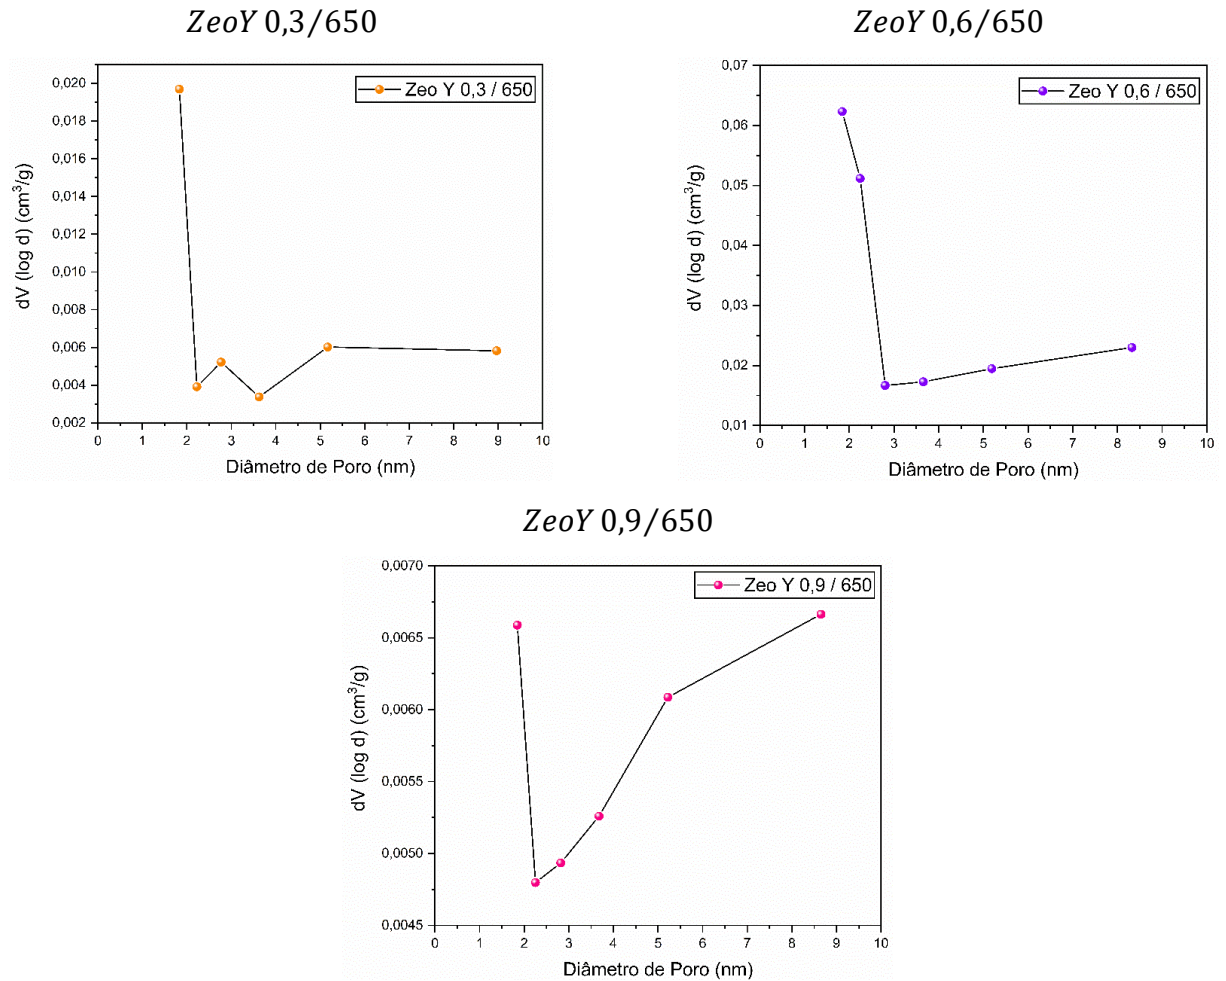 ZeoY 0,3/650
Zeo Y 0,3 / 650
0,020
0,018
0,016
0,014
0,012
0,010
0,008
0,006
0,004
0,002
dV (log d) (cm³/g)
0 1 2 3 4 5 6 7 8 9 10
Diâmetro de Poro (nm)
ZeoY 0,6/650
Zeo Y 0,6 / 650
0,07
0,06
0,05
0,04
0,03
0,02
0,01
dV (log d) (cm³/g)
0 1 2 3 4 5 6 7 8 9 10
Diâmetro de Poro (nm)
ZeoY 0,9/650
Zeo Y 0,9 / 650
0,0070
0,0065
0,0060
0,0055
0,0050
0,0045
dV (log d) (cm³/g)
0 1 2 3 4 5 6 7 8 9 10
Diâmetro de Poro (nm)